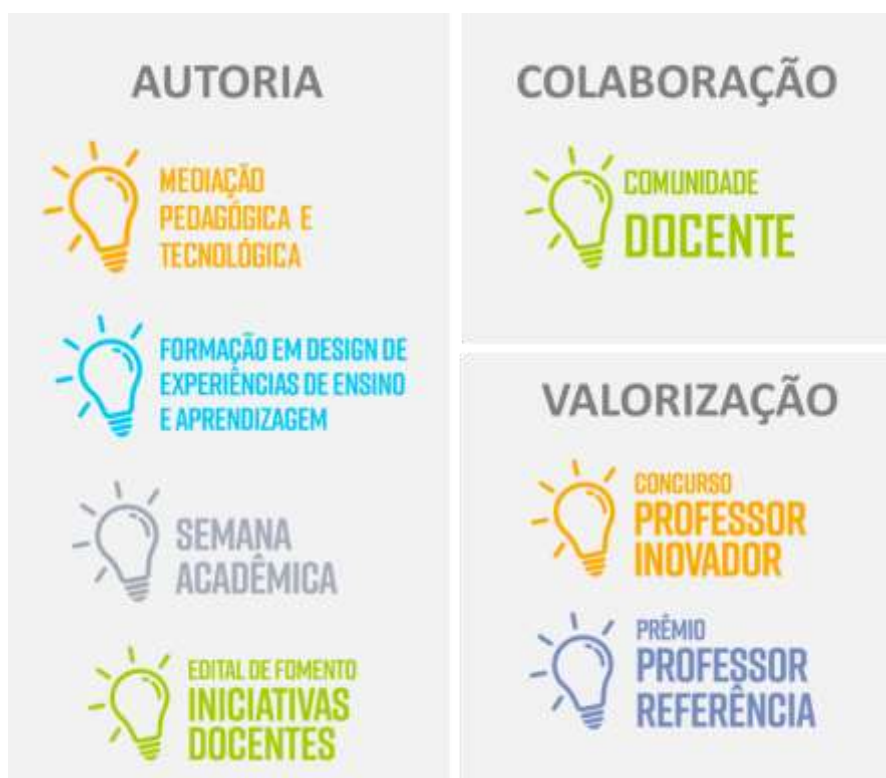 AUTORIA
MEDIAÇÃO
PEDAGÓGICA E
TECNOLÓGICA
FORMAÇÃO EM DESIGN DE
EXPERIÊNCIAS DE ENSINO
E APRENDIZAGEM
SEMANA
ACADÊMICA
EDITAL DE FOMENTO
INICIATIVAS
DOCENTES
COLABORAÇÃO
COMUNIDADE
DOCENTE
VALORIZAÇÃO
CONCURSO
PROFESSOR
INOVADOR
PRÊMIO
PROFESSOR
REFERÊNCIA